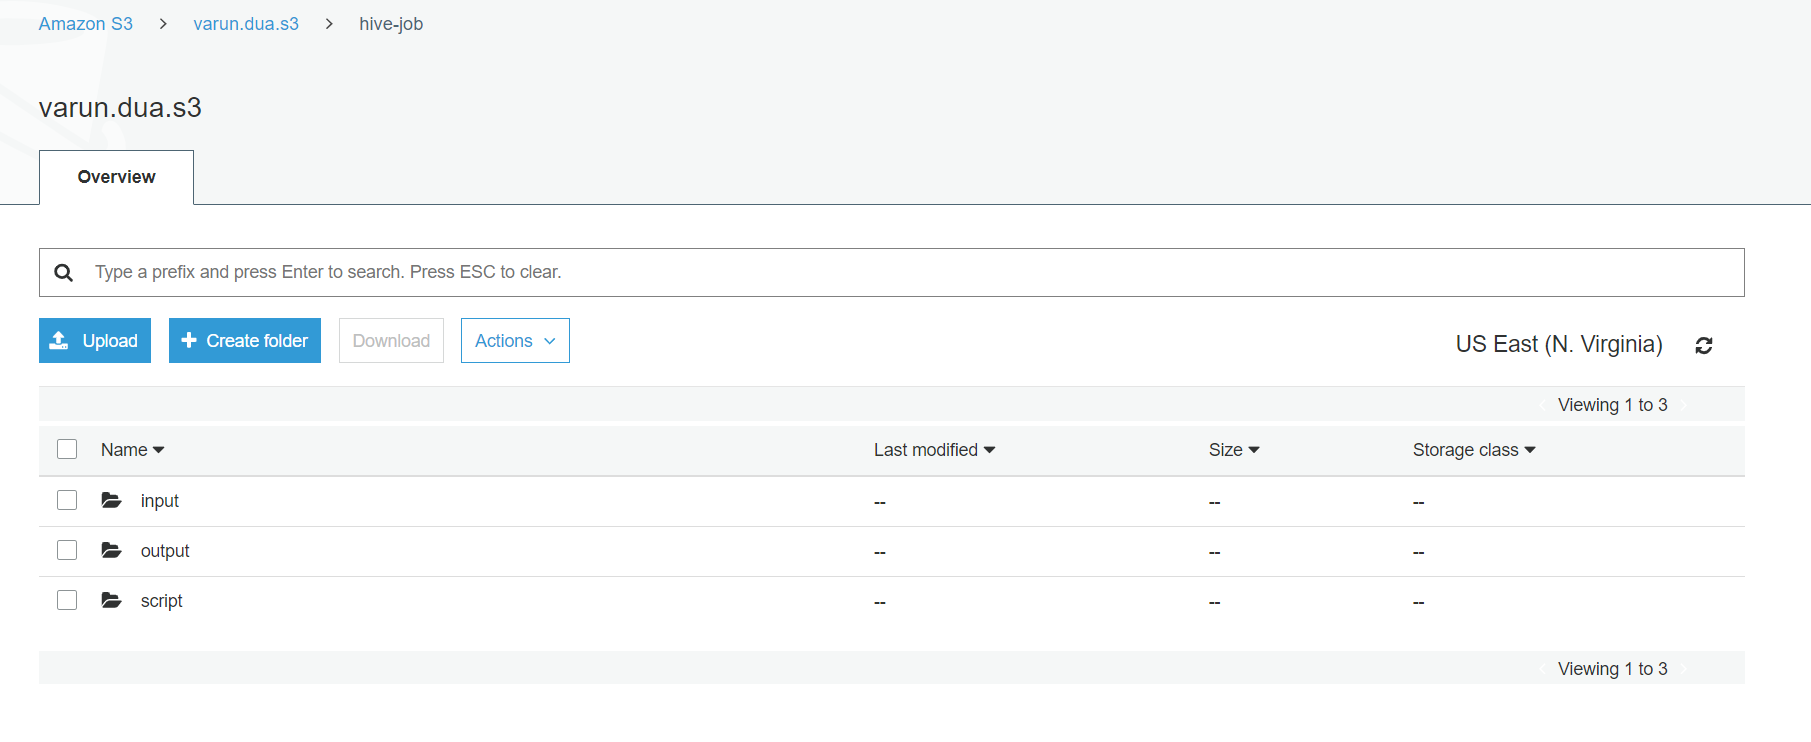 Amazon S3 > varun.dua.s3 > hive-job
varun.dua.s3
Overview
Type a prefix and press Enter to search. Press ESC to clear.
Upload + Create folder Download Actions
US East (N. Virginia)
Viewing 1 to 3
Name Last modified Size Storage class
input -- -- --
output -- -- --
script -- -- --
Viewing 1 to 3